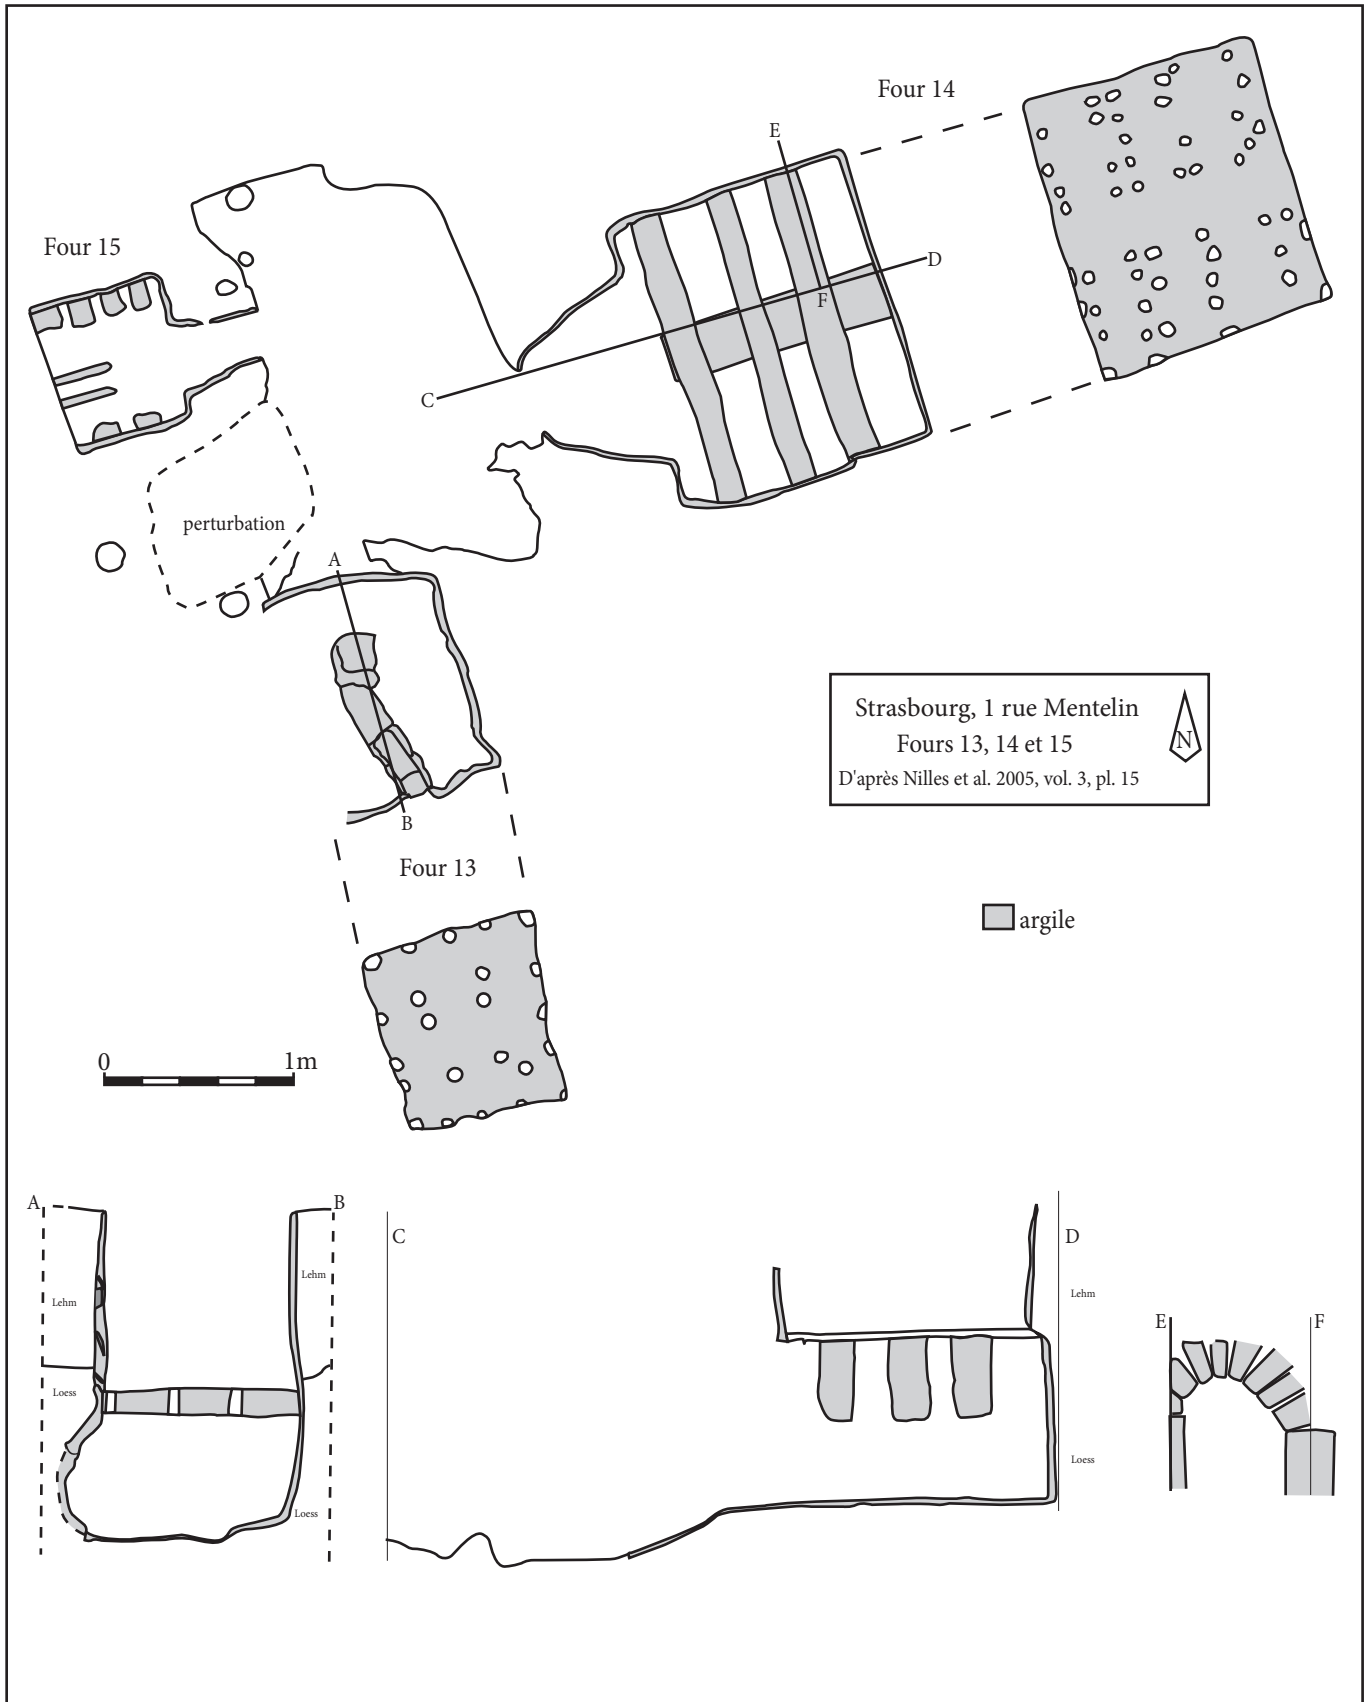 Four 14
E
Four 15
D
F
C
perturbation
A
B
Strasbourg, 1 rue Mentelin
Fours 13, 14 et 15
D'après Nilles et al. 2005, vol. 3, pl. 15
N
Four 13
argile
0 1m
A
B
C
D
Lehm
Lehm
Lehm
Loess
Loess
Loess
E
F